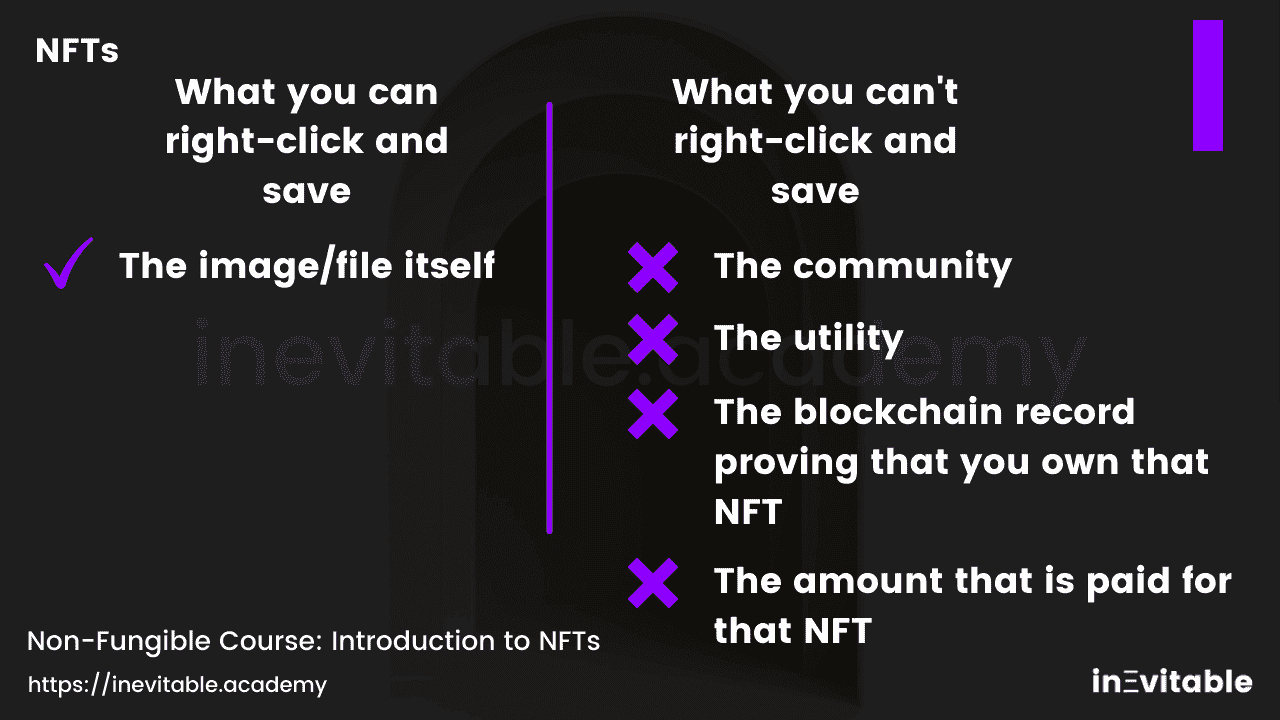 NFTs
What you can
right-click and
save
The image/file itself
What you can't
right-click and
save
The community
The utility
The blockchain record
proving that you own that
NFT
The amount that is paid for
that NFT
inevitable.academy
Non-Fungible Course: Introduction to NFTs
https://inevitable.academy
inΞvitable